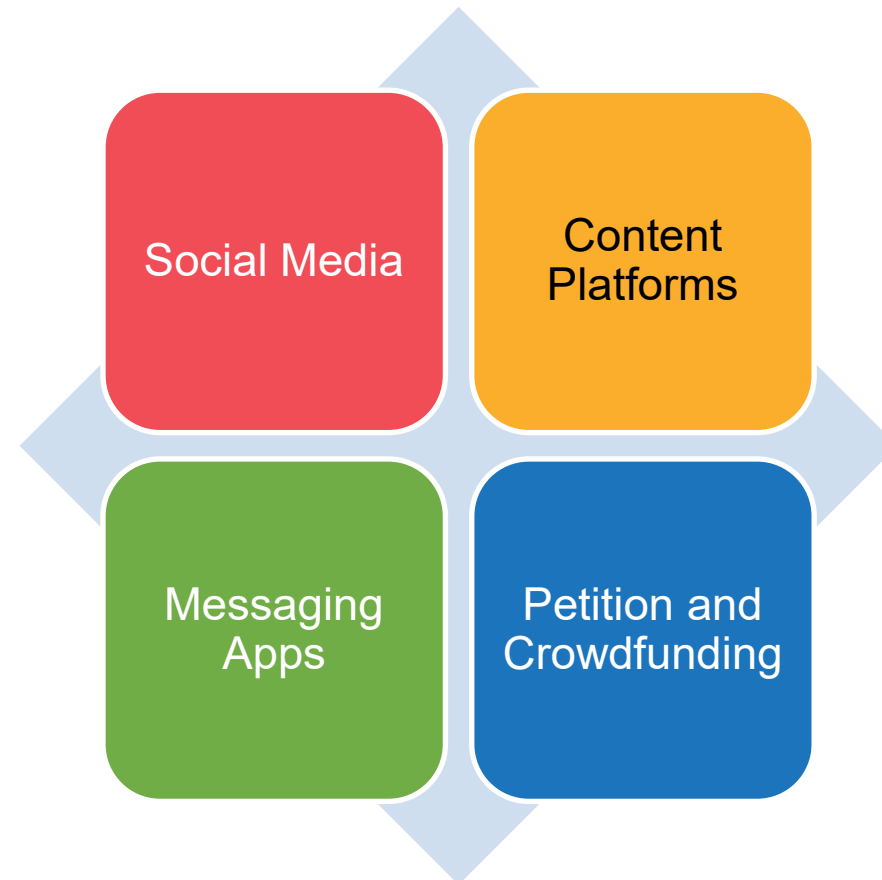 Social Media
Content
Platforms
Messaging
Apps
Petition and
Crowdfunding